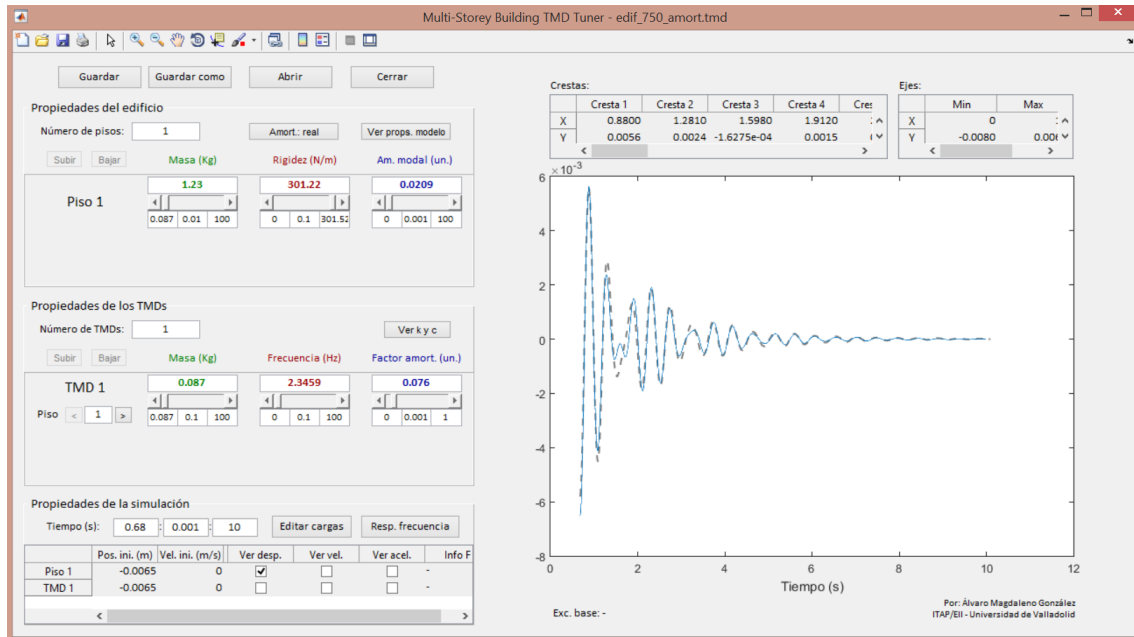 Multi-Storey Building TMD Tuner - edif_750_amort.tmd
Guardar Guardar como Abrir Cerrar
Propiedades del edificio
Número de pisos: 1 Amort.: real Ver props. modelo
Subir Bajar Masa (Kg) Rigidez (N/m) Am. modal (un.)
Piso 1 1.23 301.22 0.0209
0.087 0.01 100 0 0.1 301.52 0 0.001 100
Propiedades de los TMDs
Número de TMDs: 1 Ver k y c
Subir Bajar Masa (Kg) Frecuencia (Hz) Factor amort. (un.)
TMD 1 0.087 2.3459 0.076
Piso < 1 > 0.087 0.1 100 0 0.1 100 0 0.001 1
Propiedades de la simulación
Tiempo (s): 0.68 : 0.001 : 10 Editar cargas Resp. frecuencia
Pos. ini. (m) Vel. ini. (m/s) Ver desp. Ver vel. Ver acel. Info F
Piso 1 -0.0065 0 -
TMD 1 -0.0065 0 -
Crestas:
Cresta 1 Cresta 2 Cresta 3 Cresta 4 Cres
X 0.8800 1.2810 1.5980 1.9120
Y 0.0056 0.0024 -1.6275e-04 0.0015
Ejes:
Min Max
X 0
Y -0.0080 0.006
×10⁻³
6
4
2
0
-2
-4
-6
-8
0 2 4 6 8 10 12
Tiempo (s)
Exc. base: -
Por: Álvaro Magdaleno González
ITAP/EII - Universidad de Valladolid